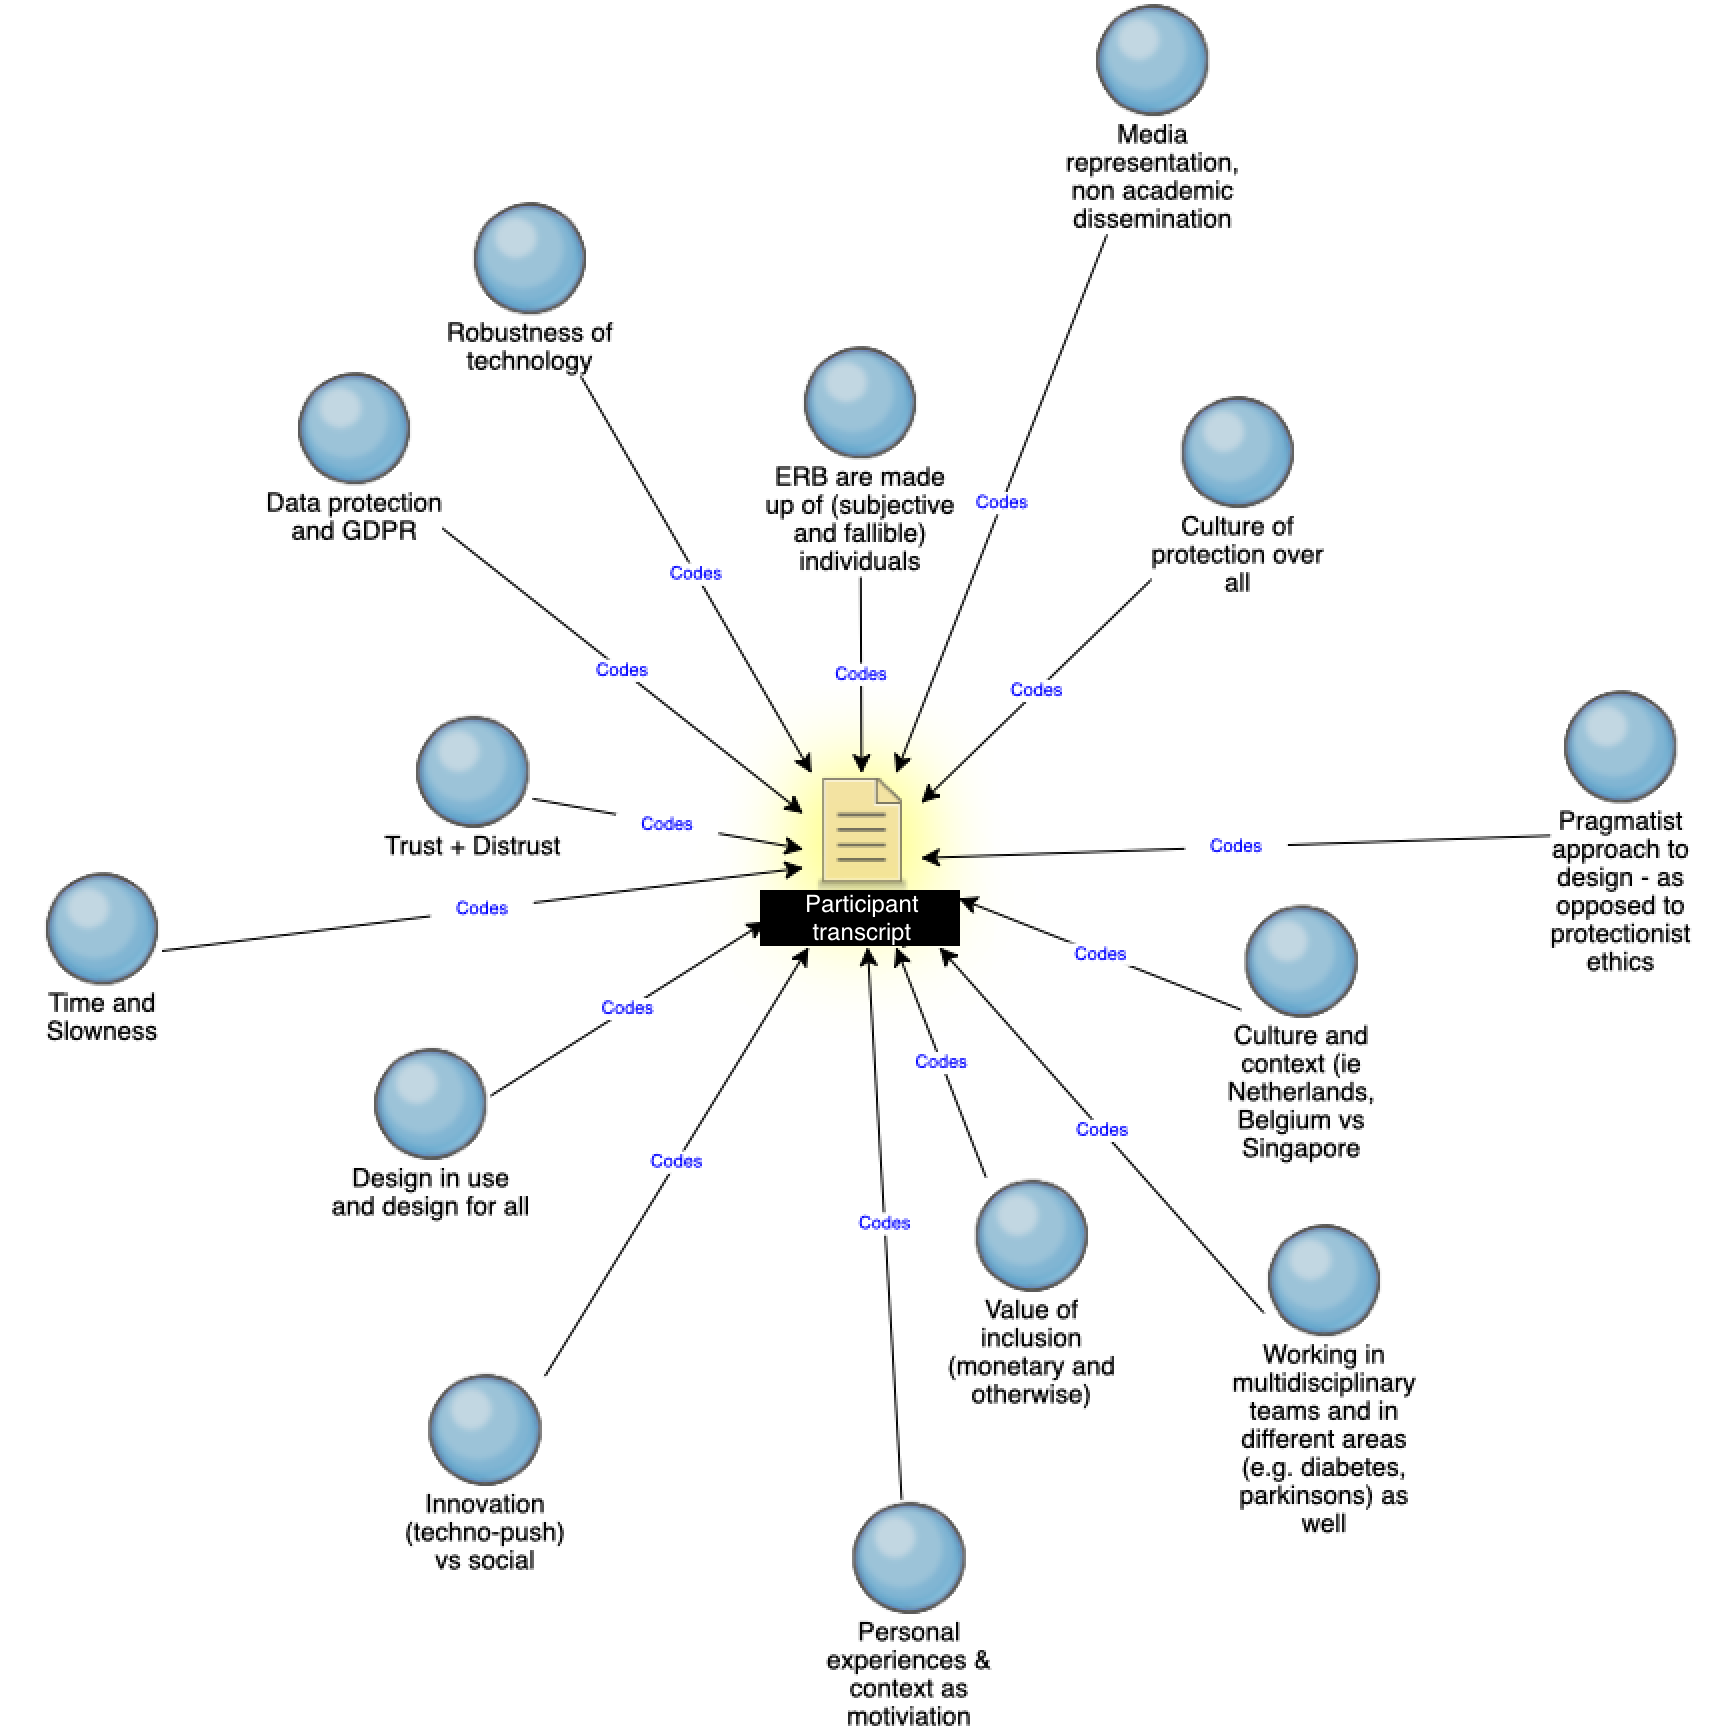 Media
representation,
non academic
dissemination
Robustness of
technology
Data protection
and GDPR
ERB are made
up of (subjective
and fallible)
individuals
Culture of
protection over
all
Codes
Codes
Codes
Codes
Codes
Trust + Distrust
Codes
Pragmatist
approach to
design - as
opposed to
protectionist
ethics
Codes
Time and
Slowness
Codes
Participant
transcript
Codes
Culture and
context (ie
Netherlands,
Belgium vs
Singapore
Design in use
and design for all
Codes
Codes
Codes
Codes
Codes
Value of
inclusion
(monetary and
otherwise)
Working in
multidisciplinary
teams and in
different areas
(e.g. diabetes,
parkinsons) as
well
Innovation
(techno-push)
vs social
Personal
experiences &
context as
motiviation